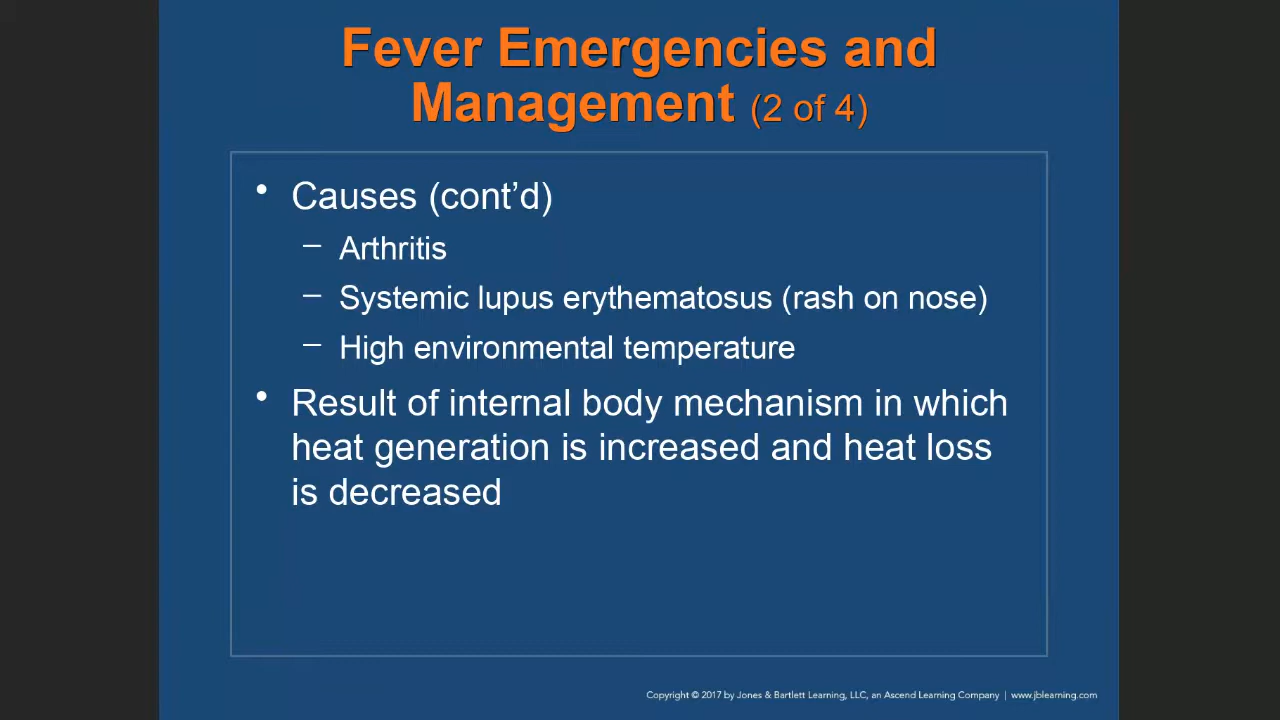 Fever Emergencies and
Management (2 of 4)
• Causes (cont’d)
– Arthritis
– Systemic lupus erythematosus (rash on nose)
– High environmental temperature
• Result of internal body mechanism in which
heat generation is increased and heat loss
is decreased
Copyright © 2017 by Jones & Bartlett Learning, LLC, an Ascend Learning Company | www.jblearning.com